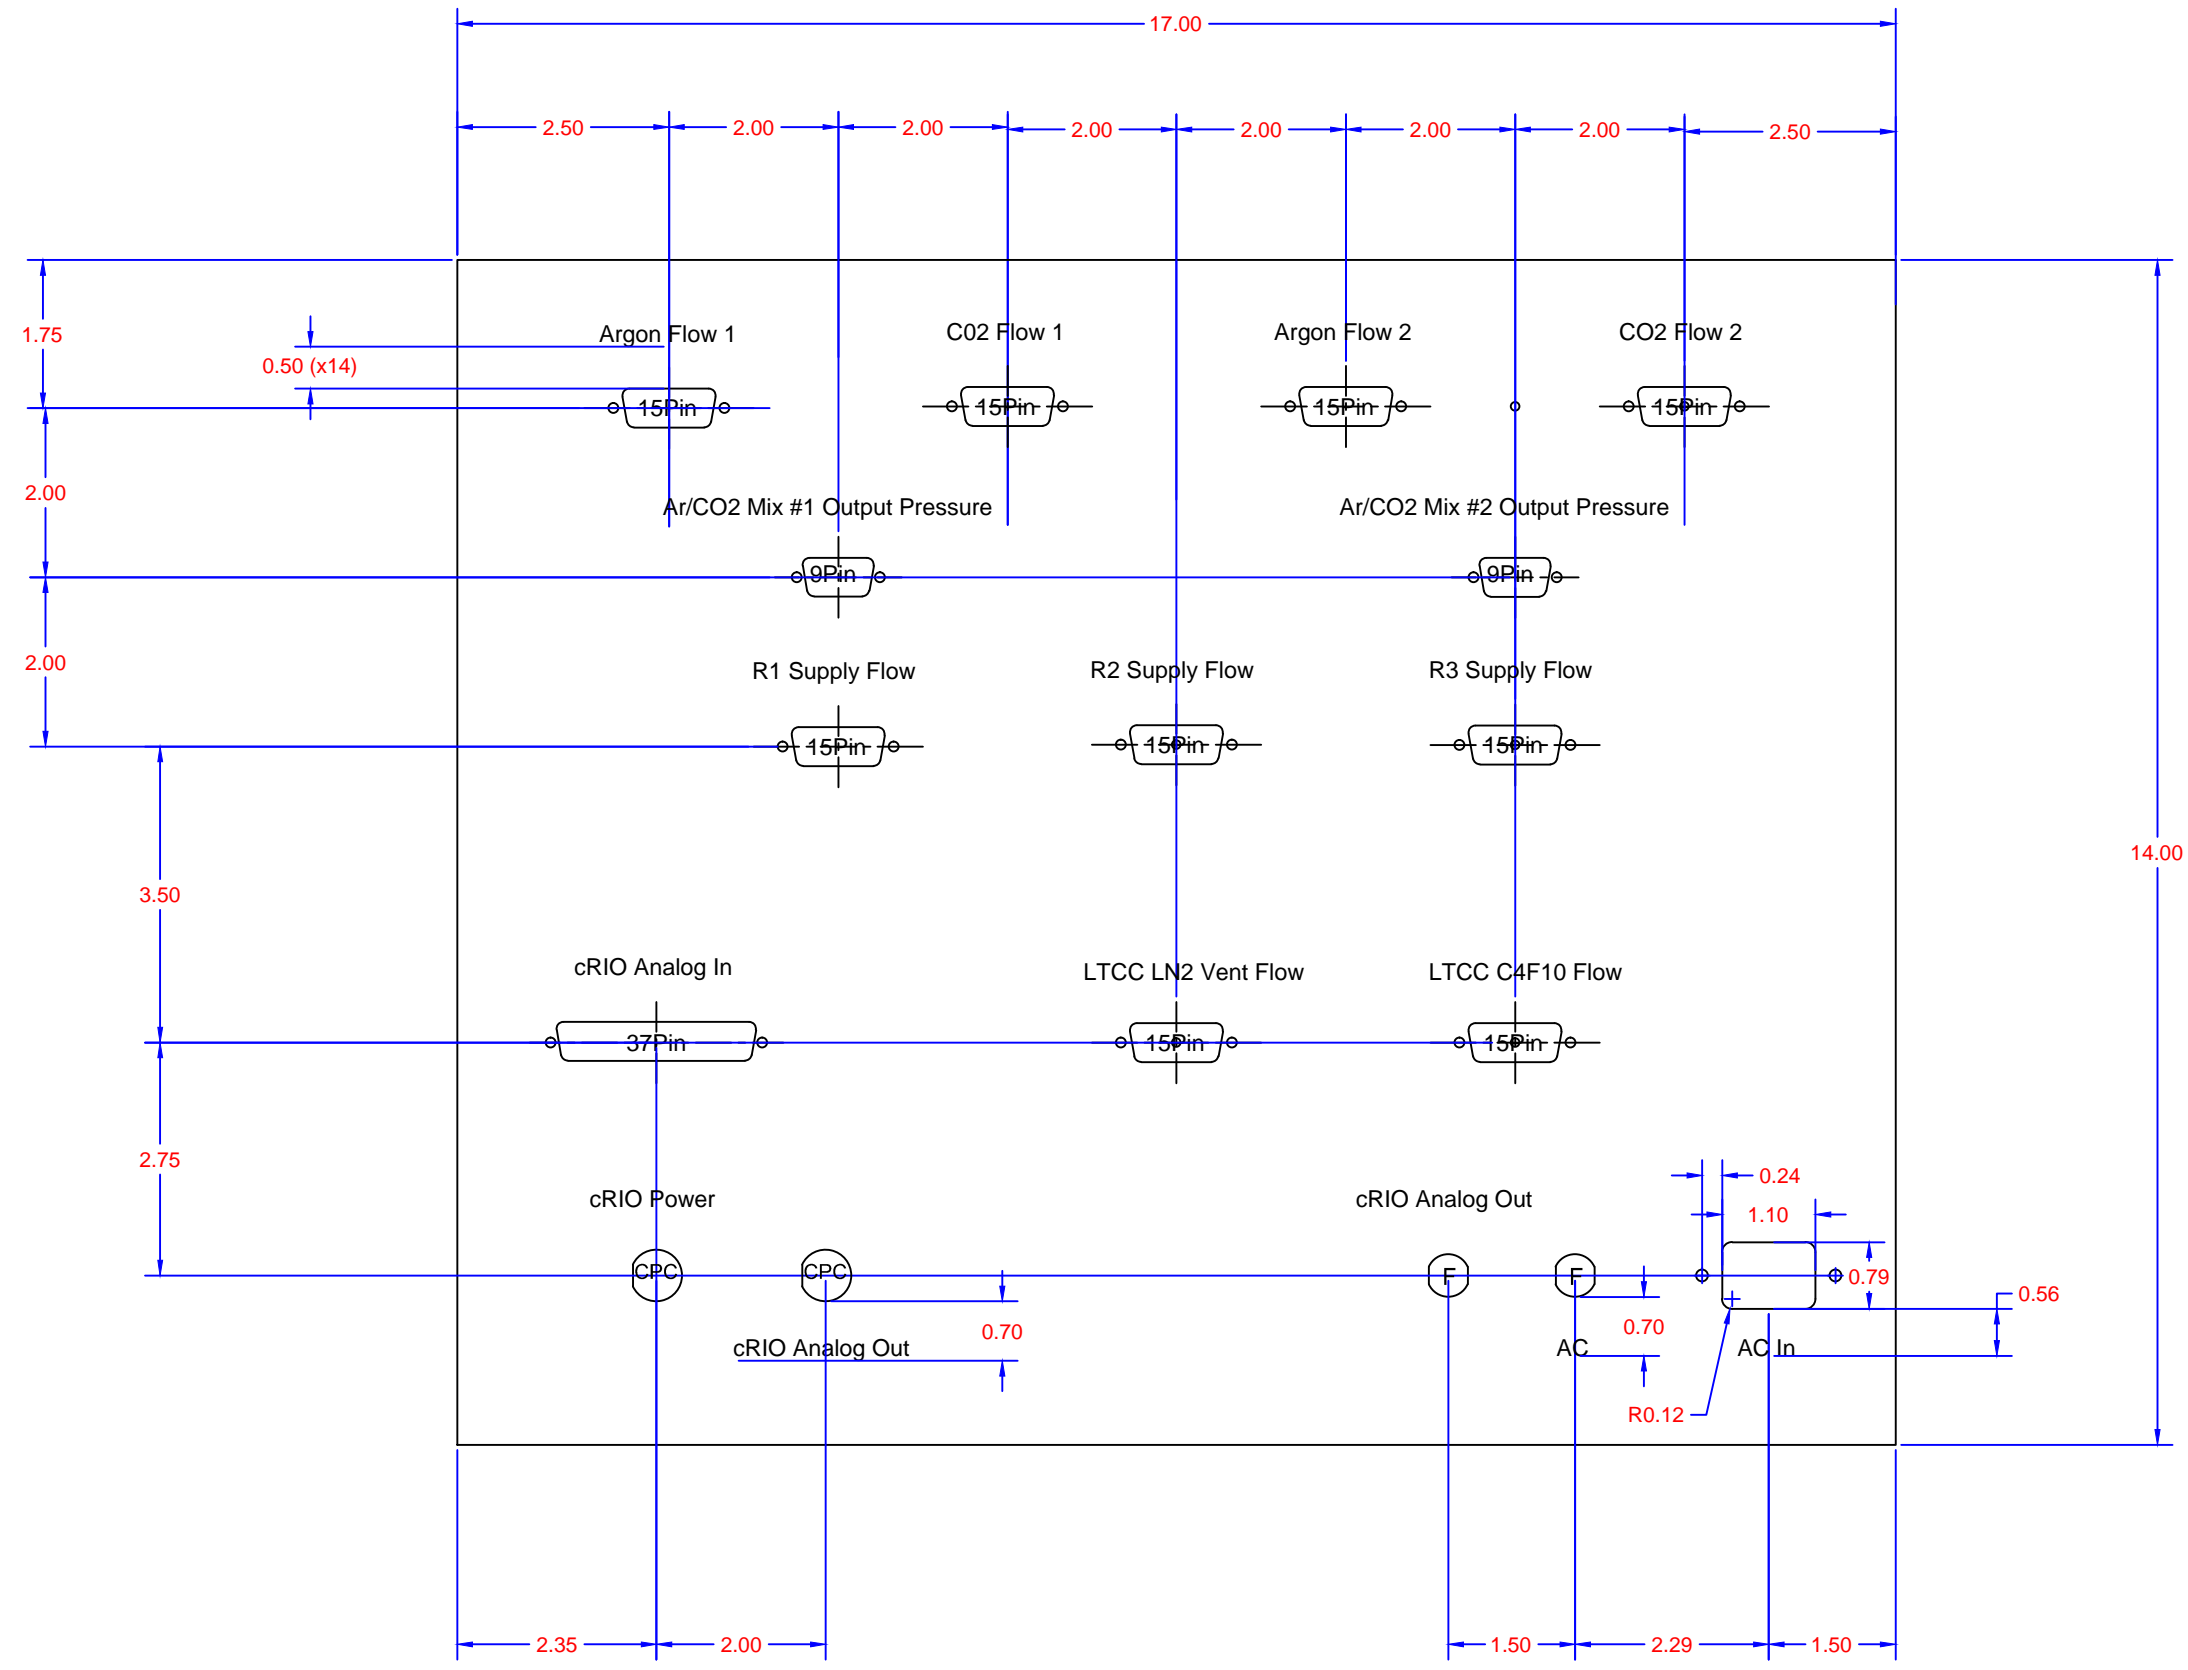 17.00
2.50 2.00 2.00 2.00 2.00 2.00 2.00 2.50
1.75
Argon Flow 1 C02 Flow 1 Argon Flow 2 CO2 Flow 2
0.50 (x14)
15Pin 15Pin 15Pin 15Pin
2.00
Ar/CO2 Mix #1 Output Pressure Ar/CO2 Mix #2 Output Pressure
9Pin 9Pin
2.00
R1 Supply Flow R2 Supply Flow R3 Supply Flow
15Pin 15Pin 15Pin
14.00
3.50
cRIO Analog In LTCC LN2 Vent Flow LTCC C4F10 Flow
37Pin 15Pin 15Pin
2.75
0.24
cRIO Power cRIO Analog Out
1.10
CPC CPC F F 0.79
0.56
0.70 0.70
cRIO Analog Out AC AC In
R0.12
2.35 2.00 1.50 2.29 1.50